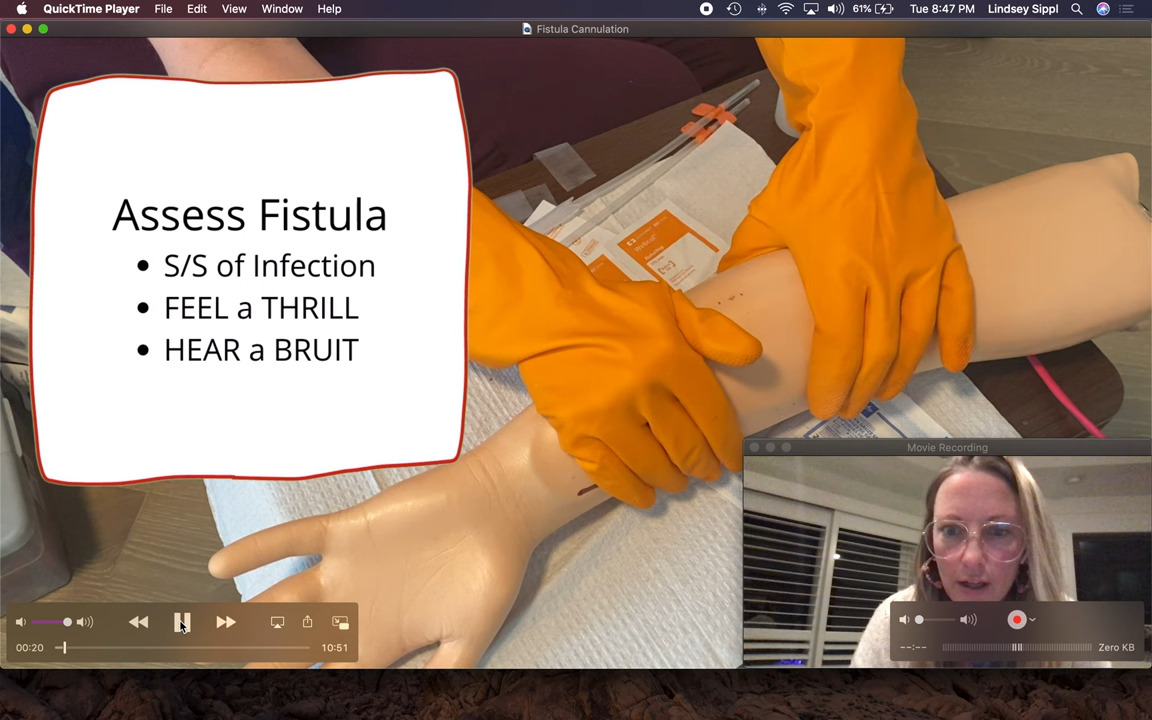 QuickTime Player File Edit View Window Help 61% Tue 8:47 PM Lindsey Sippl
Fistula Cannulation
Assess Fistula
• S/S of Infection
• FEEL a THRILL
• HEAR a BRUIT
Movie Recording
00:20 10:51
--:-- Zero KB